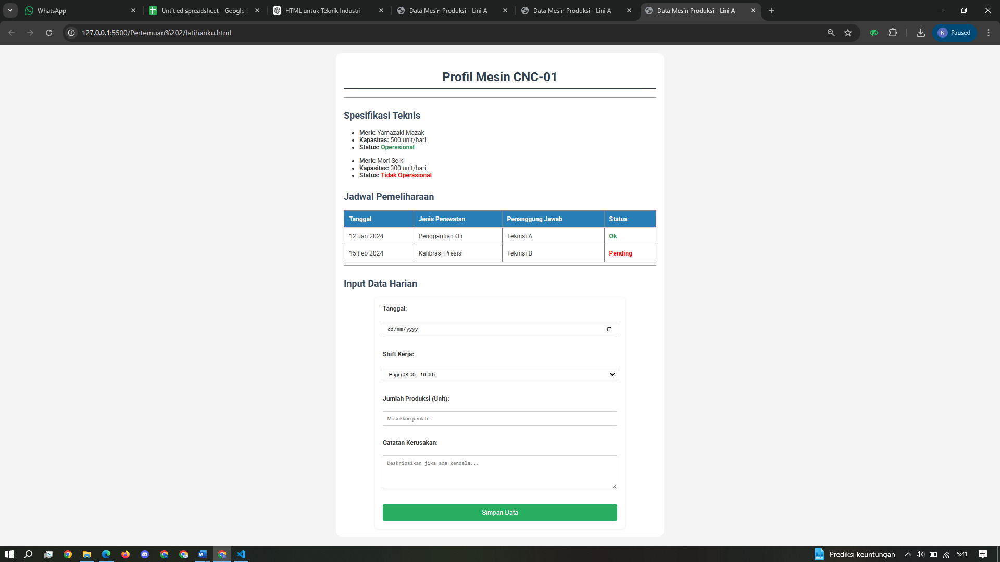 WhatsApp
Untitled spreadsheet - Google
HTML untuk Teknik Industri
Data Mesin Produksi - Lini A
Data Mesin Produksi - Lini A
Data Mesin Produksi - Lini A
127.0.0.1:5500/Pertemuan%202/latihanku.html
N Paused
Profil Mesin CNC-01
Spesifikasi Teknis
Merk: Yamazaki Mazak
Kapasitas: 500 unit/hari
Status: Operasional
Merk: Mori Seiki
Kapasitas: 300 unit/hari
Status: Tidak Operasional
Jadwal Pemeliharaan
Tanggal Jenis Perawatan Penanggung Jawab Status
12 Jan 2024 Penggantian Oli Teknisi A Ok
15 Feb 2024 Kalibrasi Presisi Teknisi B Pending
Input Data Harian
Tanggal:
dd/mm/yyyy
Shift Kerja:
Pagi (08:00 - 16:00)
Jumlah Produksi (Unit):
Masukkan jumlah...
Catatan Kerusakan:
Deskripsikan jika ada kendala...
Simpan Data
Prediksi keuntungan
5:41